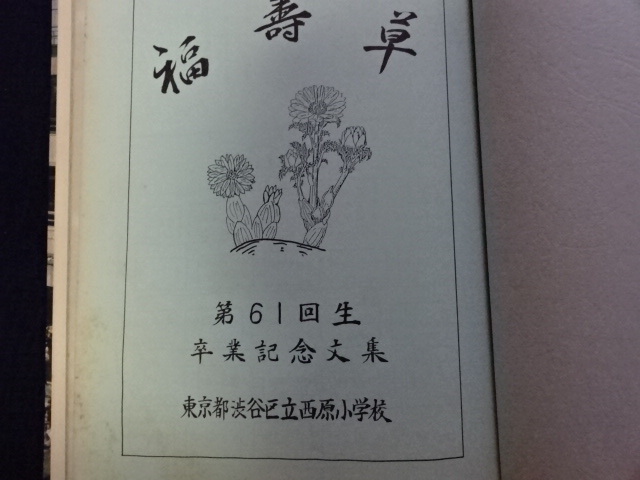 福寿草
第61回生
卒業記念文集
東京都渋谷区立西原小学校